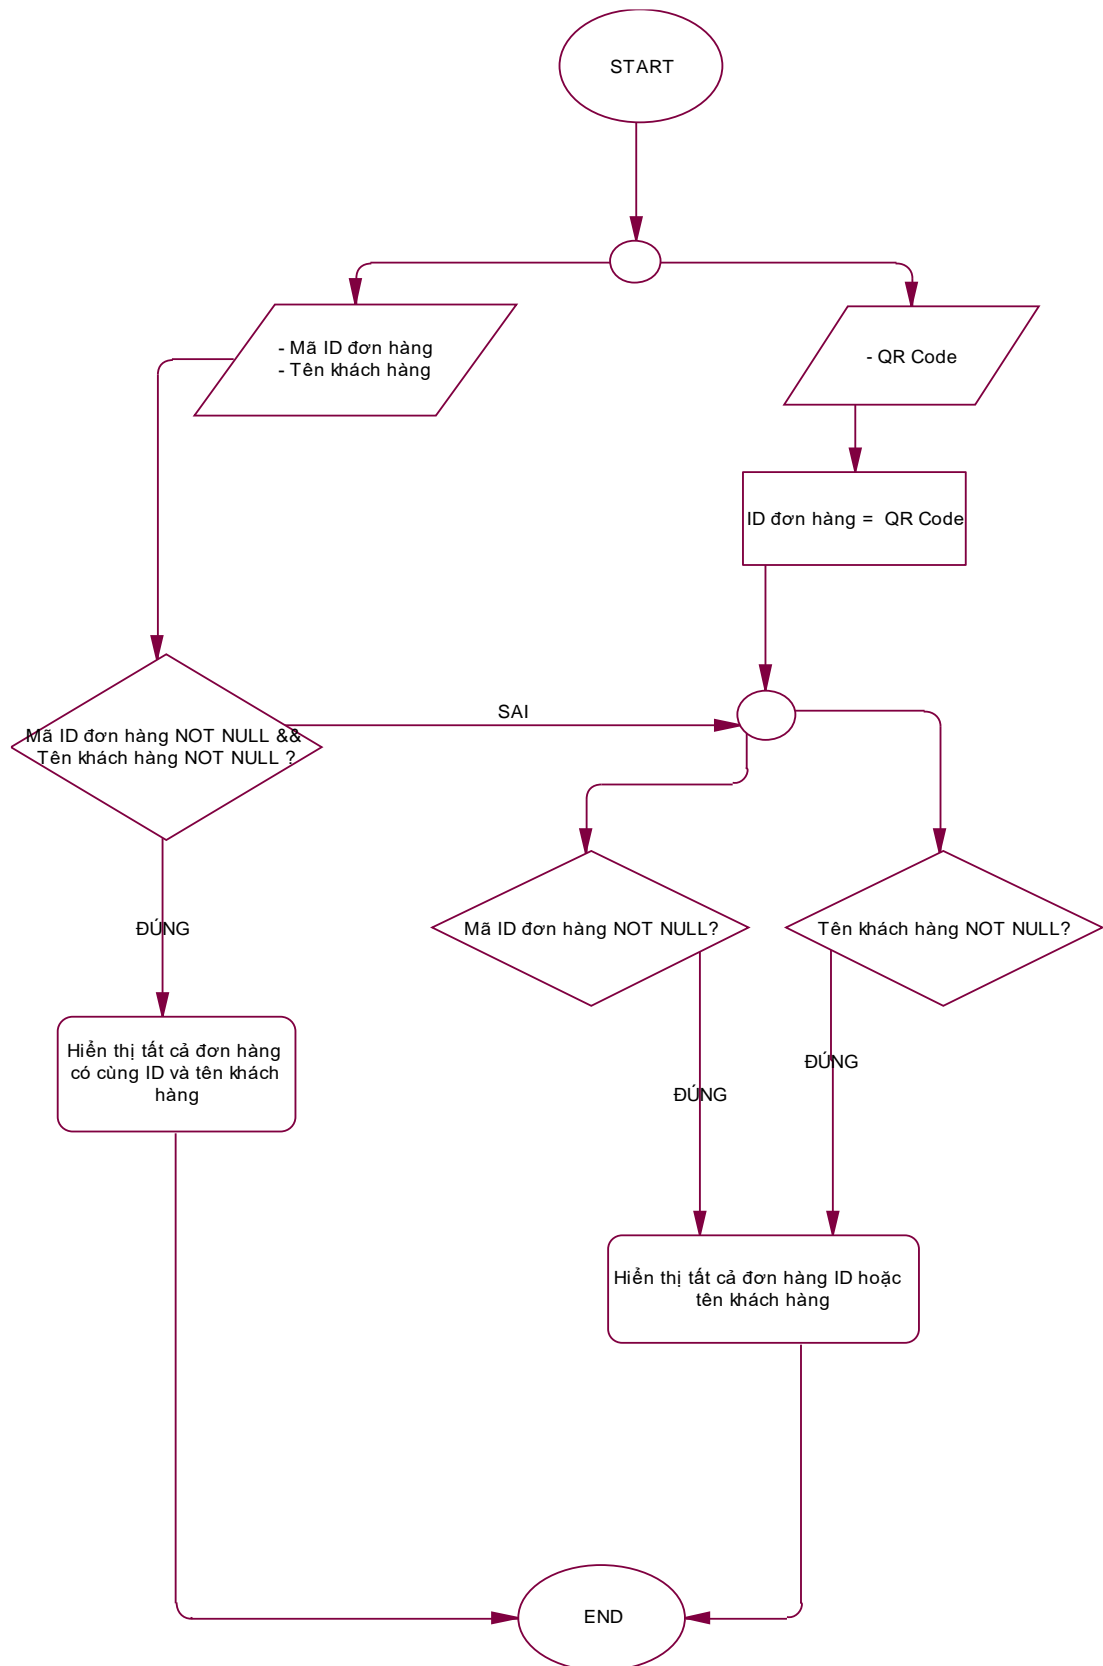 START
- Mã ID đơn hàng
- Tên khách hàng
- QR Code
ID đơn hàng =  QR Code
SAI
Mã ID đơn hàng NOT NULL &&
Tên khách hàng NOT NULL ?
ĐÚNG
Mã ID đơn hàng NOT NULL?
Tên khách hàng NOT NULL?
Hiển thị tất cả đơn hàng
có cùng ID và tên khách
hàng
ĐÚNG
ĐÚNG
Hiển thị tất cả đơn hàng ID hoặc
tên khách hàng
END